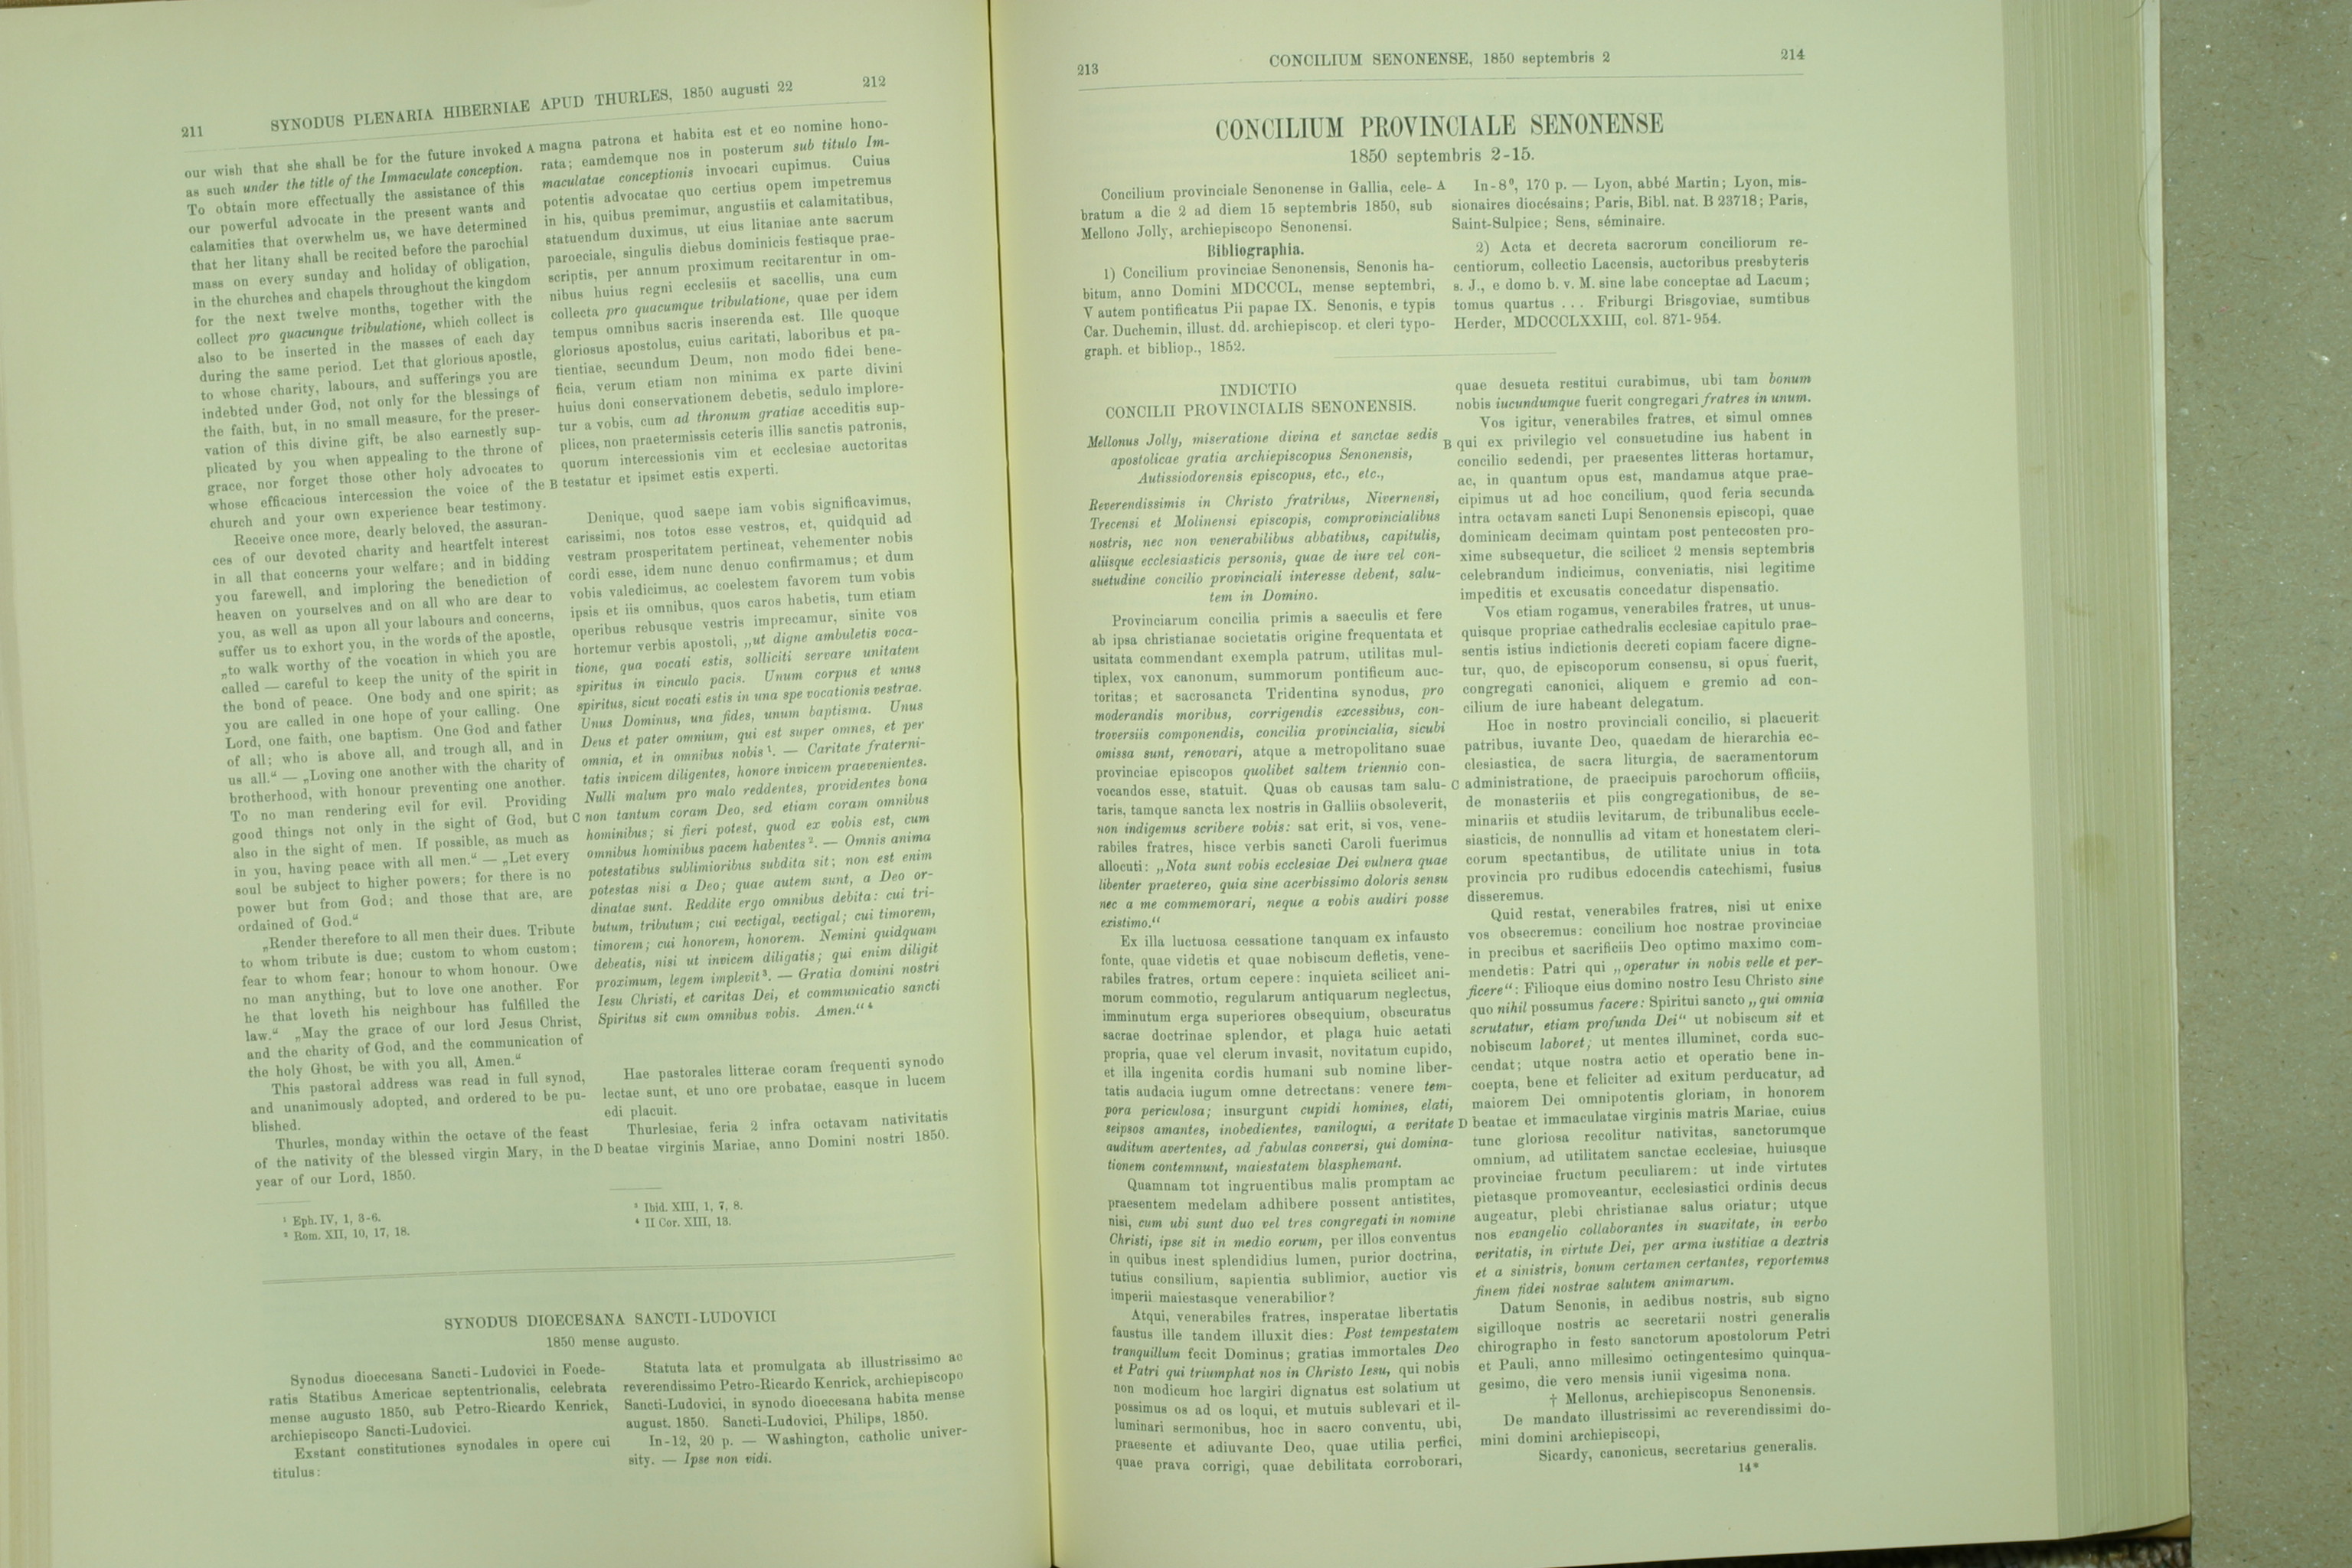 211
SYNODUS PLENARIA HIBERNIAE APUD THURLES, 1850 augusti 22
212
our wish that she shall be for the future invoked
as such under the title of the Immaculate conception.
To obtain more effectually the assistance of this
our powerful advocate in the present wants and
calamities that overwhelm us, we have determined
that her litany shall be recited before the parochial
mass on every sunday and holiday of obligation,
in the churches and chapels throughout the kingdom
for the next twelve months, together with the
collect pro quacunque tribulatione, which collect is
also to be inserted in the masses of each day
during the same period. Let that glorious apostle,
to whose charity, labours, and sufferings you are
indebted under God, not only for the blessings of
the faith, but, in no small measure, for the preser-
vation of this divine gift, be also earnestly sup-
plicated by you when appealing to the throne of
grace, nor forget those other holy advocates to
whose efficacious intercession the voice of the
church and your own experience bear testimony.
Receive once more, dearly beloved, the assuran-
ces of our devoted charity and heartfelt interest
in all that concerns your welfare; and in bidding
you farewell, and imploring the benediction of
heaven on yourselves and on all who are dear to
you, as well as upon all your labours and concerns,
suffer us to exhort you, in the words of the apostle,
„to walk worthy of the vocation in which you are
called — careful to keep the unity of the spirit in
the bond of peace. One body and one spirit; as
you are called in one hope of your calling. One
Lord, one faith, one baptism. One God and father
of all; who is above all, and trough all, and in
us all.“ — „Loving one another with the charity of
brotherhood, with honour preventing one another.
To no man rendering evil for evil. Providing
good things not only in the sight of God, but
also in the sight of men. If possible, as much as
in you, having peace with all men.“ — „Let every
soul be subject to higher powers; for there is no
power but from God; and those that are, are
ordained of God.“
„Render therefore to all men their dues. Tribute
to whom tribute is due; custom to whom custom;
fear to whom fear; honour to whom honour. Owe
no man anything, but to love one another. For
he that loveth his neighbour has fulfilled the
law.“ „May the grace of our lord Jesus Christ,
and the charity of God, and the communication of
the holy Ghost, be with you all, Amen.“
This pastoral address was read in full synod,
and unanimously adopted, and ordered to be pu-
blished.
Thurles, monday within the octave of the feast
of the nativity of the blessed virgin Mary, in the
year of our Lord, 1850.
A
B
C
D
magna patrona et habita est et eo nomine hono-
rata; eamdemque nos in posterum sub titulo Im-
maculatae conceptionis invocari cupimus. Cuius
potentis advocatae quo certius opem impetremus
in his, quibus premimur, angustiis et calamitatibus,
statuendum duximus, ut eius litaniae ante sacrum
paroeciale, singulis diebus dominicis festisque prae-
scriptis, per annum proximum recitarentur in om-
nibus huius regni ecclesiis et sacellis, una cum
collecta pro quacumque tribulatione, quae per idem
tempus omnibus sacris inserenda est. Ille quoque
gloriosus apostolus, cuius caritati, laboribus et pa-
tientiae, secundum Deum, non modo fidei bene-
ficia, verum etiam non minima ex parte divini
huius doni conservationem debetis, sedulo implore-
tur a vobis, cum ad thronum gratiae acceditis sup-
plices, non praetermissis ceteris illis sanctis patronis,
quorum intercessionis vim et ecclesiae auctoritas
testatur et ipsimet estis experti.
Denique, quod saepe iam vobis significavimus,
carissimi, nos totos esse vestros, et, quidquid ad
vestram prosperitatem pertineat, vehementer nobis
cordi esse, idem nunc denuo confirmamus; et dum
vobis valedicimus, ac coelestem favorem tum vobis
ipsis et iis omnibus, quos caros habetis, tum etiam
operibus rebusque vestris imprecamur, sinite vos
hortemur verbis apostoli, „ut digne ambuletis voca-
tione, qua vocati estis, solliciti servare unitatem
spiritus in vinculo pacis. Unum corpus et unus
spiritus, sicut vocati estis in una spe vocationis vestrae.
Unus Dominus, una fides, unum baptisma. Unus
Deus et pater omnium, qui est super omnes, et per
omnia, et in omnibus nobis¹. — Caritate fraterni-
tatis invicem diligentes, honore invicem praevenientes.
Nulli malum pro malo reddentes, providentes bona
non tantum coram Deo, sed etiam coram omnibus
hominibus; si fieri potest, quod ex vobis est, cum
omnibus hominibus pacem habentes². — Omnis anima
potestatibus sublimioribus subdita sit; non est enim
potestas nisi a Deo; quae autem sunt, a Deo or-
dinatae sunt. Reddite ergo omnibus debita: cui tri-
butum, tributum; cui vectigal, vectigal; cui timorem,
timorem; cui honorem, honorem. Nemini quidquam
debeatis, nisi ut invicem diligatis; qui enim diligit
proximum, legem implevit³. — Gratia domini nostri
Iesu Christi, et caritas Dei, et communicatio sancti
Spiritus sit cum omnibus vobis. Amen.“⁴
Hae pastorales litterae coram frequenti synodo
lectae sunt, et uno ore probatae, easque in lucem
edi placuit.
Thurlesiae, feria 2 infra octavam nativitatis
beatae virginis Mariae, anno Domini nostri 1850.
¹ Eph. IV, 1, 3-6.
² Rom. XII, 10, 17, 18.
³ Ibid. XIII, 1, 7, 8.
⁴ II Cor. XIII, 13.
SYNODUS DIOECESANA SANCTI-LUDOVICI
1850 mense augusto.
Synodus dioecesana Sancti-Ludovici in Foede-
ratis Statibus Americae septentrionalis, celebrata
mense augusto 1850, sub Petro-Ricardo Kenrick,
archiepiscopo Sancti-Ludovici.
Exstant constitutiones synodales in opere cui
titulus:
Statuta lata et promulgata ab illustrissimo ac
reverendissimo Petro-Ricardo Kenrick, archiepiscopo
Sancti-Ludovici, in synodo dioecesana habita mense
august. 1850. Sancti-Ludovici, Philips, 1850.
In-12, 20 p. — Washington, catholic univer-
sity. — Ipse non vidi.
213
CONCILIUM SENONENSE, 1850 septembris 2
214
CONCILIUM PROVINCIALE SENONENSE
1850 septembris 2-15.
Concilium provinciale Senonense in Gallia, cele-
bratum a die 2 ad diem 15 septembris 1850, sub
Mellono Jolly, archiepiscopo Senonensi.
Bibliographia.
1) Concilium provinciae Senonensis, Senonis ha-
bitum, anno Domini MDCCCL, mense septembri,
V autem pontificatus Pii papae IX. Senonis, e typis
Car. Duchemin, illust. dd. archiepiscop. et cleri typo-
graph. et bibliop., 1852.
A
In-8⁰, 170 p. — Lyon, abbé Martin; Lyon, mis-
sionaires diocésains; Paris, Bibl. nat. B 23718; Paris,
Saint-Sulpice; Sens, séminaire.
2) Acta et decreta sacrorum conciliorum re-
centiorum, collectio Lacensis, auctoribus presbyteris
s. J., e domo b. v. M. sine labe conceptae ad Lacum;
tomus quartus ... Friburgi Brisgoviae, sumtibus
Herder, MDCCCLXXIII, col. 871-954.
INDICTIO
CONCILII PROVINCIALIS SENONENSIS.
Mellonus Jolly, miseratione divina et sanctae sedis
apostolicae gratia archiepiscopus Senonensis,
Autissiodorensis episcopus, etc., etc.,
Reverendissimis in Christo fratribus, Nivernensi,
Trecensi et Molinensi episcopis, comprovincialibus
nostris, nec non venerabilibus abbatibus, capitulis,
aliisque ecclesiasticis personis, quae de iure vel con-
suetudine concilio provinciali interesse debent, salu-
tem in Domino.
Provinciarum concilia primis a saeculis et fere
ab ipsa christianae societatis origine frequentata et
usitata commendant exempla patrum, utilitas mul-
tiplex, vox canonum, summorum pontificum auc-
toritas; et sacrosancta Tridentina synodus, pro
moderandis moribus, corrigendis excessibus, con-
troversiis componendis, concilia provincialia, sicubi
omissa sunt, renovari, atque a metropolitano suae
provinciae episcopos quolibet saltem triennio con-
vocandos esse, statuit. Quas ob causas tam salu-
taris, tamque sancta lex nostris in Galliis obsoleverit,
non indigemus scribere vobis: sat erit, si vos, vene-
rabiles fratres, hisce verbis sancti Caroli fuerimus
allocuti: „Nota sunt vobis ecclesiae Dei vulnera quae
libenter praetereo, quia sine acerbissimo doloris sensu
nec a me commemorari, neque a vobis audiri posse
existimo.“
Ex illa luctuosa cessatione tanquam ex infausto
fonte, quae videtis et quae nobiscum defletis, vene-
rabiles fratres, ortum cepere: inquieta scilicet ani-
morum commotio, regularum antiquarum neglectus,
imminutum erga superiores obsequium, obscuratus
sacrae doctrinae splendor, et plaga huic aetati
propria, quae vel clerum invasit, novitatum cupido,
et illa ingenita cordis humani sub nomine liber-
tatis audacia iugum omne detrectans: venere tem-
pora periculosa; insurgunt cupidi homines, elati,
seipsos amantes, inobedientes, vaniloqui, a veritate
auditum avertentes, ad fabulas conversi, qui domina-
tionem contemnunt, maiestatem blasphemant.
Quamnam tot ingruentibus malis promptam ac
praesentem medelam adhibere possent antistites,
nisi, cum ubi sunt duo vel tres congregati in nomine
Christi, ipse sit in medio eorum, per illos conventus
in quibus inest splendidius lumen, purior doctrina,
tutius consilium, sapientia sublimior, auctior vis
imperii maiestasque venerabilior?
Atqui, venerabiles fratres, insperatae libertatis
faustus ille tandem illuxit dies: Post tempestatem
tranquillum fecit Dominus; gratias immortales Deo
et Patri qui triumphat nos in Christo Iesu, qui nobis
non modicum hoc largiri dignatus est solatium ut
possimus os ad os loqui, et mutuis sublevari et il-
luminari sermonibus, hoc in sacro conventu, ubi,
praesente et adiuvante Deo, quae utilia perfici,
quae prava corrigi, quae debilitata corroborari,
B
C
D
quae desueta restitui curabimus, ubi tam bonum
nobis iucundumque fuerit congregari fratres in unum.
Vos igitur, venerabiles fratres, et simul omnes
qui ex privilegio vel consuetudine ius habent in
concilio sedendi, per praesentes litteras hortamur,
ac, in quantum opus est, mandamus atque prae-
cipimus ut ad hoc concilium, quod feria secunda
intra octavam sancti Lupi Senonensis episcopi, quae
dominicam decimam quintam post pentecosten pro-
xime subsequetur, die scilicet 2 mensis septembris
celebrandum indicimus, conveniatis, nisi legitime
impeditis et excusatis concedatur dispensatio.
Vos etiam rogamus, venerabiles fratres, ut unus-
quisque propriae cathedralis ecclesiae capitulo prae-
sentis istius indictionis decreti copiam facere digne-
tur, quo, de episcoporum consensu, si opus fuerit,
congregati canonici, aliquem e gremio ad con-
cilium de iure habeant delegatum.
Hoc in nostro provinciali concilio, si placuerit
patribus, iuvante Deo, quaedam de hierarchia ec-
clesiastica, de sacra liturgia, de sacramentorum
administratione, de praecipuis parochorum officiis,
de monasteriis et piis congregationibus, de se-
minariis et studiis levitarum, de tribunalibus eccle-
siasticis, de nonnullis ad vitam et honestatem cleri-
corum spectantibus, de utilitate unius in tota
provincia pro rudibus edocendis catechismi, fusius
disseremus.
Quid restat, venerabiles fratres, nisi ut enixe
vos obsecremus: concilium hoc nostrae provinciae
in precibus et sacrificiis Deo optimo maximo com-
mendetis: Patri qui „operatur in nobis velle et per-
ficere“: Filioque eius domino nostro Iesu Christo sine
quo nihil possumus facere: Spiritui sancto „qui omnia
scrutatur, etiam profunda Dei“ ut nobiscum sit et
nobiscum laboret; ut mentes illuminet, corda suc-
cendat; utque nostra actio et operatio bene in-
coepta, bene et feliciter ad exitum perducatur, ad
maiorem Dei omnipotentis gloriam, in honorem
beatae et immaculatae virginis matris Mariae, cuius
tunc gloriosa recolitur nativitas, sanctorumque
omnium, ad utilitatem sanctae ecclesiae, huiusque
provinciae fructum peculiarem: ut inde virtutes
pietasque promoveantur, ecclesiastici ordinis decus
augeatur, plebi christianae salus oriatur; utque
nos evangelio collaborantes in suavitate, in verbo
veritatis, in virtute Dei, per arma iustitiae a dextris
et a sinistris, bonum certamen certantes, reportemus
finem fidei nostrae salutem animarum.
Datum Senonis, in aedibus nostris, sub signo
sigilloque nostris ac secretarii nostri generalis
chirographo in festo sanctorum apostolorum Petri
et Pauli, anno millesimo octingentesimo quinqua-
gesimo, die vero mensis iunii vigesima nona.
† Mellonus, archiepiscopus Senonensis.
De mandato illustrissimi ac reverendissimi do-
mini domini archiepiscopi,
Sicardy, canonicus, secretarius generalis.
14*